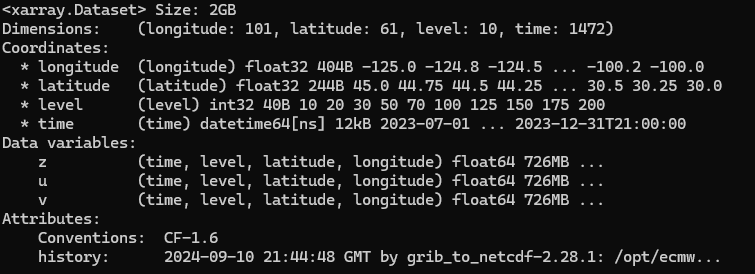 <xarray.Dataset> Size: 2GB
Dimensions:    (longitude: 101, latitude: 61, level: 10, time: 1472)
Coordinates:
  * longitude  (longitude) float32 404B -125.0 -124.8 -124.5 ... -100.2 -100.0
  * latitude   (latitude) float32 244B 45.0 44.75 44.5 44.25 ... 30.5 30.25 30.0
  * level      (level) int32 40B 10 20 30 50 70 100 125 150 175 200
  * time       (time) datetime64[ns] 12kB 2023-07-01 ... 2023-12-31T21:00:00
Data variables:
    z          (time, level, latitude, longitude) float64 726MB ...
    u          (time, level, latitude, longitude) float64 726MB ...
    v          (time, level, latitude, longitude) float64 726MB ...
Attributes:
    Conventions:  CF-1.6
    history:      2024-09-10 21:44:48 GMT by grib_to_netcdf-2.28.1: /opt/ecmw...